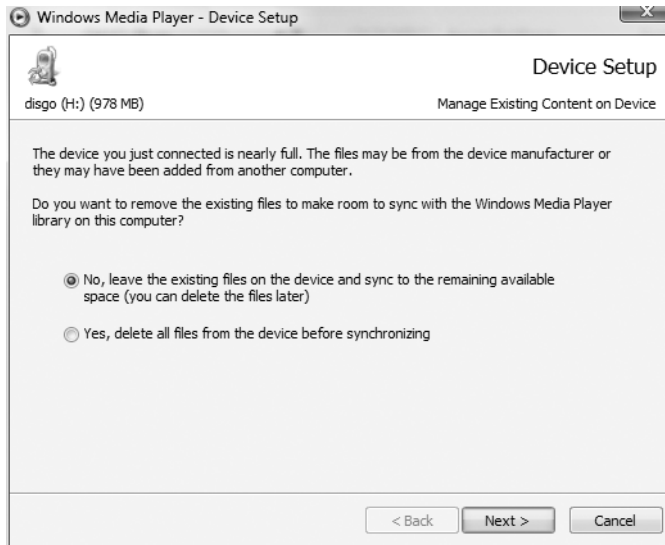 Windows Media Player - Device Setup
Device Setup
disgo (H:) (978 MB)
Manage Existing Content on Device
The device you just connected is nearly full. The files may be from the device manufacturer or
they may have been added from another computer.
Do you want to remove the existing files to make room to sync with the Windows Media Player
library on this computer?
No, leave the existing files on the device and sync to the remaining available
space (you can delete the files later)
Yes, delete all files from the device before synchronizing
< Back
Next >
Cancel